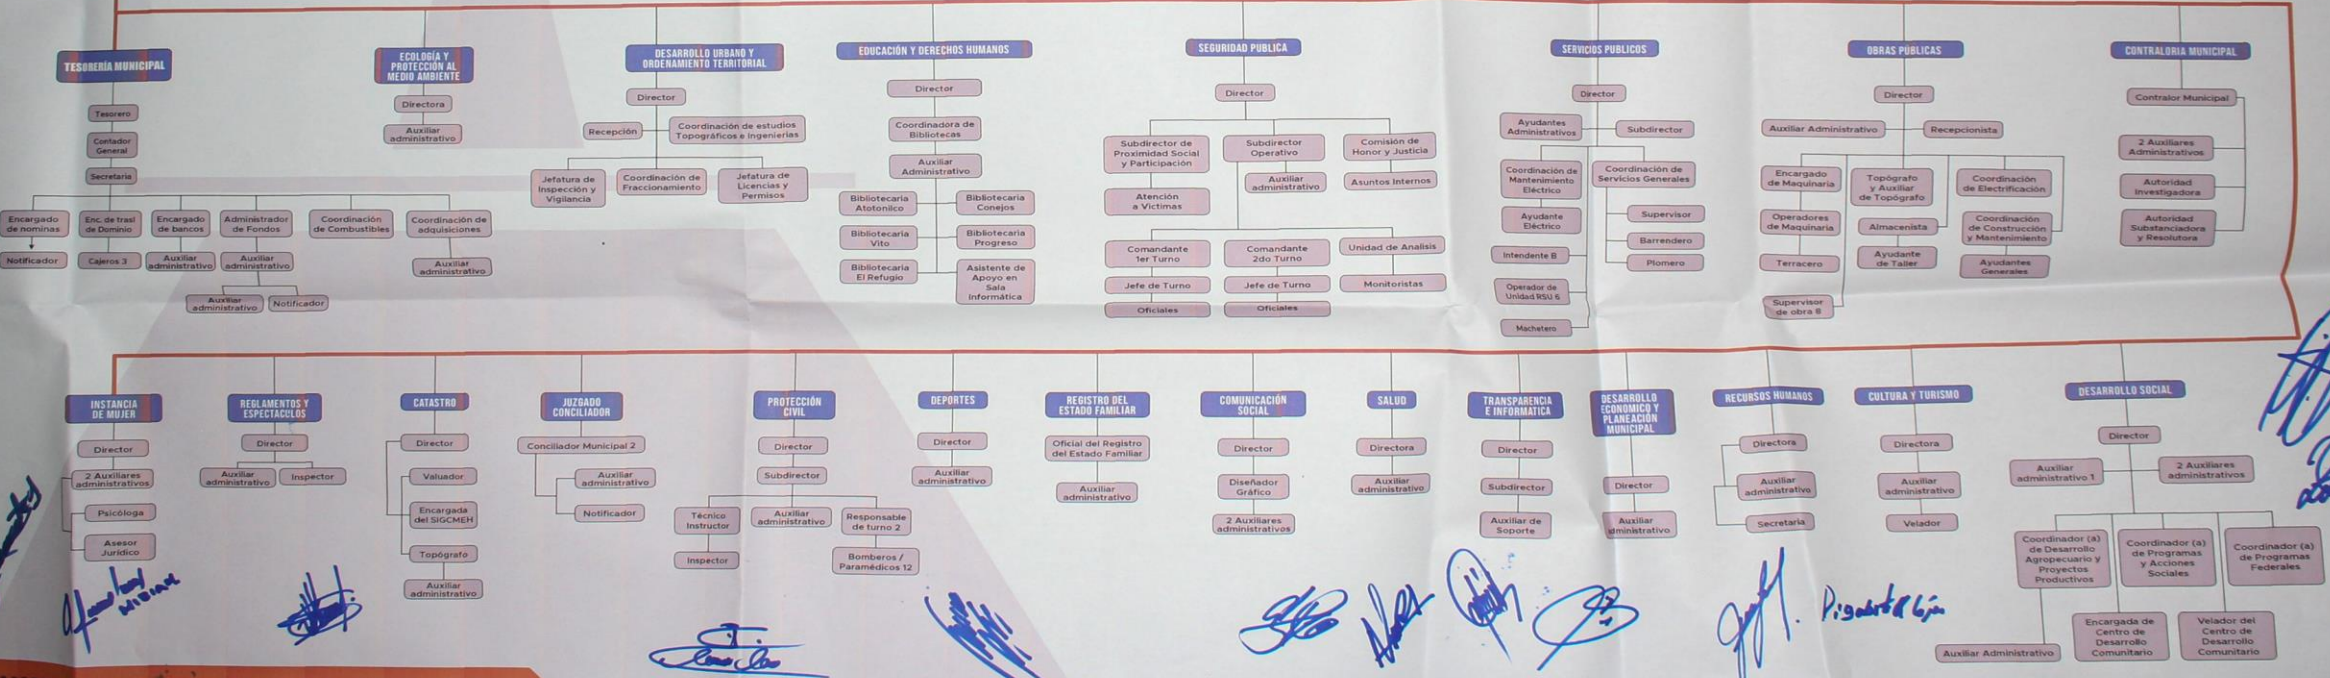 TESORERÍA MUNICIPAL
Tesorero
Contador
General
Secretaria
Encargado
de nominas
Notificador
Enc. de trasl
de Dominio
Cajeros 3
Encargado
de bancos
Auxiliar
administrativo
Administrador
de Fondos
Auxiliar
administrativo
Auxiliar
administrativo
Notificador
Coordinación
de Combustibles
Coordinación de
adquisiciones
Auxiliar
administrativo
ECOLOGÍA Y
PROTECCIÓN AL
MEDIO AMBIENTE
Directora
Auxiliar
administrativo
DESARROLLO URBANO Y
ORDENAMIENTO TERRITORIAL
Director
Recepción
Coordinación de estudios
Topográficos e Ingenierias
Jefatura de
Inspección y
Vigilancia
Coordinación de
Fraccionamiento
Jefatura de
Licencias y
Permisos
EDUCACIÓN Y DERECHOS HUMANOS
Director
Coordinadora de
Bibliotecas
Auxiliar
Administrativo
Bibliotecaria
Atotonilco
Bibliotecaria
Conejos
Bibliotecaria
Vito
Bibliotecaria
Progreso
Bibliotecaria
El Refugio
Asistente de
Apoyo en
Sala
Informática
SEGURIDAD PUBLICA
Director
Subdirector de
Proximidad Social
y Participación
Atención
a Victimas
Subdirector
Operativo
Auxiliar
administrativo
Comisión de
Honor y Justicia
Asuntos Internos
Comandante
1er Turno
Jefe de Turno
Oficiales
Comandante
2do Turno
Jefe de Turno
Oficiales
Unidad de Analisis
Monitoristas
SERVICIOS PUBLICOS
Director
Ayudantes
Administrativos
Subdirector
Coordinación de
Mantenimiento
Eléctrico
Ayudante
Eléctrico
Intendente B
Operador de
Unidad RSU 6
Machetero
Coordinación de
Servicios Generales
Supervisor
Barrendero
Plomero
OBRAS PÚBLICAS
Director
Auxiliar Administrativo
Recepcionista
Encargado
de Maquinaria
Operadores
de Maquinaria
Terracero
Supervisor
de obra
Topógrafo
y Auxiliar
de Topógrafo
Almacenista
Ayudante
de Taller
Coordinación
de Electrificación
Coordinación
de Construcción
y Mantenimiento
Ayudantes
Generales
CONTRALORIA MUNICIPAL
Contralor Municipal
2 Auxiliares
Administrativos
Autoridad
Investigadora
Autoridad
Substanciadora
y Resolutora
INSTANCIA
DE MUJER
Director
2 Auxiliares
administrativos
Psicóloga
Asesor
Jurídico
REGLAMENTOS Y
ESPECTACULOS
Director
Auxiliar
administrativo
Inspector
CATASTRO
Director
Valuador
Encargada
del SIGCMEH
Topógrafo
Auxiliar
administrativo
JUZGADO
CONCILIADOR
Conciliador Municipal 2
Auxiliar
administrativo
Notificador
PROTECCIÓN
CIVIL
Director
Subdirector
Técnico
Instructor
Inspector
Auxiliar
administrativo
Responsable
de turno 2
Bomberos /
Paramédicos 12
DEPORTES
Director
Auxiliar
administrativo
REGISTRO DEL
ESTADO FAMILIAR
Oficial del Registro
del Estado Familiar
Auxiliar
administrativo
COMUNICACIÓN
SOCIAL
Director
Diseñador
Gráfico
2 Auxiliares
administrativos
SALUD
Directora
Auxiliar
administrativo
TRANSPARENCIA
E INFORMATICA
Director
Subdirector
Auxiliar de
Soporte
DESARROLLO
ECONOMICO Y
PLANEACIÓN
MUNICIPAL
Director
Auxiliar
administrativo
RECURSOS HUMANOS
Directora
Auxiliar
administrativo
Secretaria
CULTURA Y TURISMO
Directora
Auxiliar
administrativo
Velador
DESARROLLO SOCIAL
Director
Auxiliar
administrativo 1
2 Auxiliares
administrativos
Coordinador (a)
de Desarrollo
Agropecuario y
Proyectos
Productivos
Coordinador (a)
de Programas
y Acciones
Sociales
Coordinador (a)
de Programas
Federales
Auxiliar Administrativo
Encargada de
Centro de
Desarrollo
Comunitario
Velador del
Centro de
Desarrollo
Comunitario